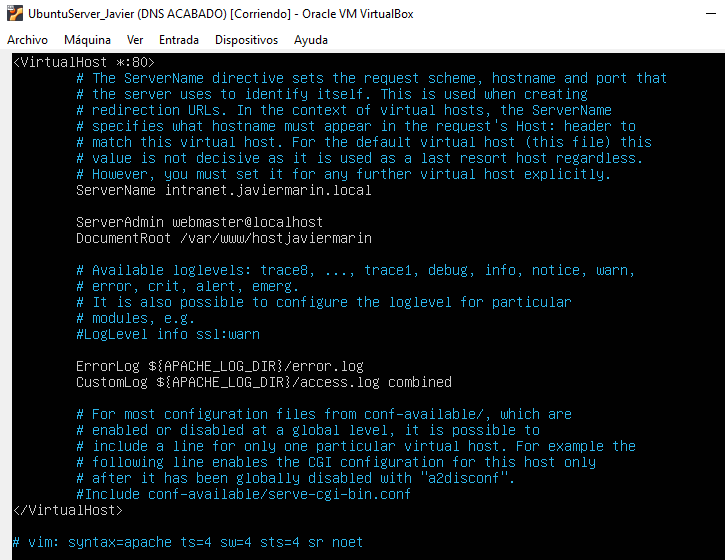 UbuntuServer_Javier (DNS ACABADO) [Corriendo] - Oracle VM VirtualBox
Archivo Máquina Ver Entrada Dispositivos Ayuda
<VirtualHost *:80>
# The ServerName directive sets the request scheme, hostname and port that
# the server uses to identify itself. This is used when creating
# redirection URLs. In the context of virtual hosts, the ServerName
# specifies what hostname must appear in the request's Host: header to
# match this virtual host. For the default virtual host (this file) this
# value is not decisive as it is used as a last resort host regardless.
# However, you must set it for any further virtual host explicitly.
ServerName intranet.javiermarin.local
ServerAdmin webmaster@localhost
DocumentRoot /var/www/hostjaviermarin
# Available loglevels: trace8, ..., trace1, debug, info, notice, warn,
# error, crit, alert, emerg.
# It is also possible to configure the loglevel for particular
# modules, e.g.
#LogLevel info ssl:warn
ErrorLog ${APACHE_LOG_DIR}/error.log
CustomLog ${APACHE_LOG_DIR}/access.log combined
# For most configuration files from conf-available/, which are
# enabled or disabled at a global level, it is possible to
# include a line for only one particular virtual host. For example the
# following line enables the CGI configuration for this host only
# after it has been globally disabled with "a2disconf".
#Include conf-available/serve-cgi-bin.conf
</VirtualHost>
# vim: syntax=apache ts=4 sw=4 sts=4 sr noet